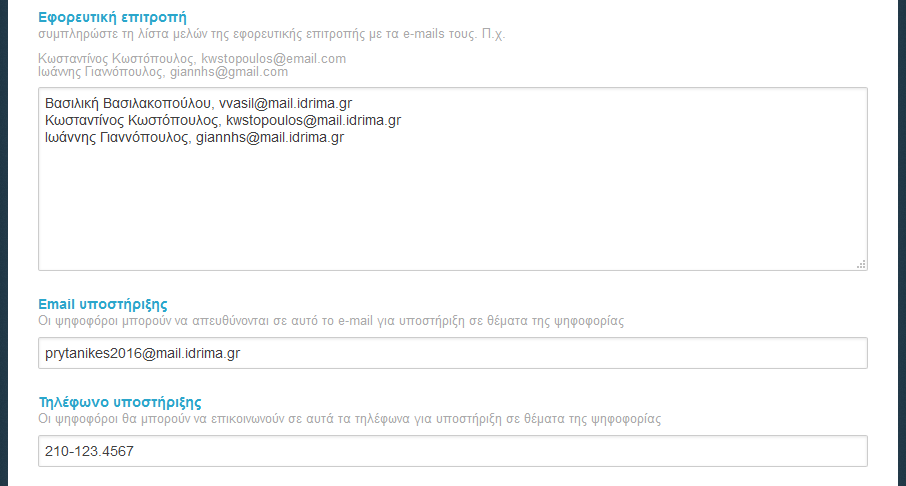 Εφορευτική επιτροπή
συμπληρώστε τη λίστα μελών της εφορευτικής επιτροπής με τα e-mails τους. Π.χ.
Κωσταντίνος Κωστόπουλος, kwstopoulos@email.com
Ιωάννης Γιαννόπουλος, giannhs@gmail.com
Βασιλική Βασιλακοπούλου, vvasil@mail.idrima.gr
Κωσταντίνος Κωστόπουλος, kwstopoulos@mail.idrima.gr
Ιωάννης Γιαννόπουλος, giannhs@mail.idrima.gr
Email υποστήριξης
Οι ψηφοφόροι μπορούν να απευθύνονται σε αυτό το e-mail για υποστήριξη σε θέματα της ψηφοφορίας
prytanikes2016@mail.idrima.gr
Τηλέφωνο υποστήριξης
Οι ψηφοφόροι θα μπορούν να επικοινωνούν σε αυτά τα τηλέφωνα για υποστήριξη σε θέματα της ψηφοφορίας
210-123.4567